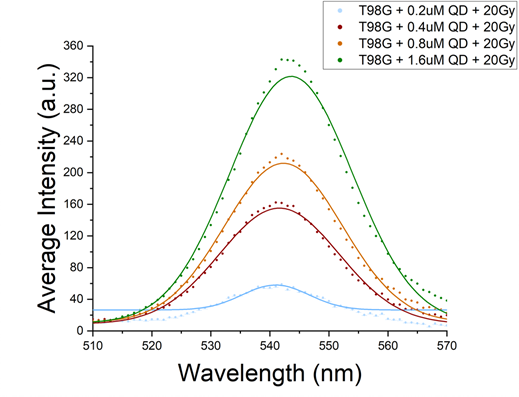 T98G + 0.2uM QD + 20Gy
T98G + 0.4uM QD + 20Gy
T98G + 0.8uM QD + 20Gy
T98G + 1.6uM QD + 20Gy
Average Intensity (a.u.)
360
320
280
240
200
160
120
80
40
0
510 520 530 540 550 560 570
Wavelength (nm)